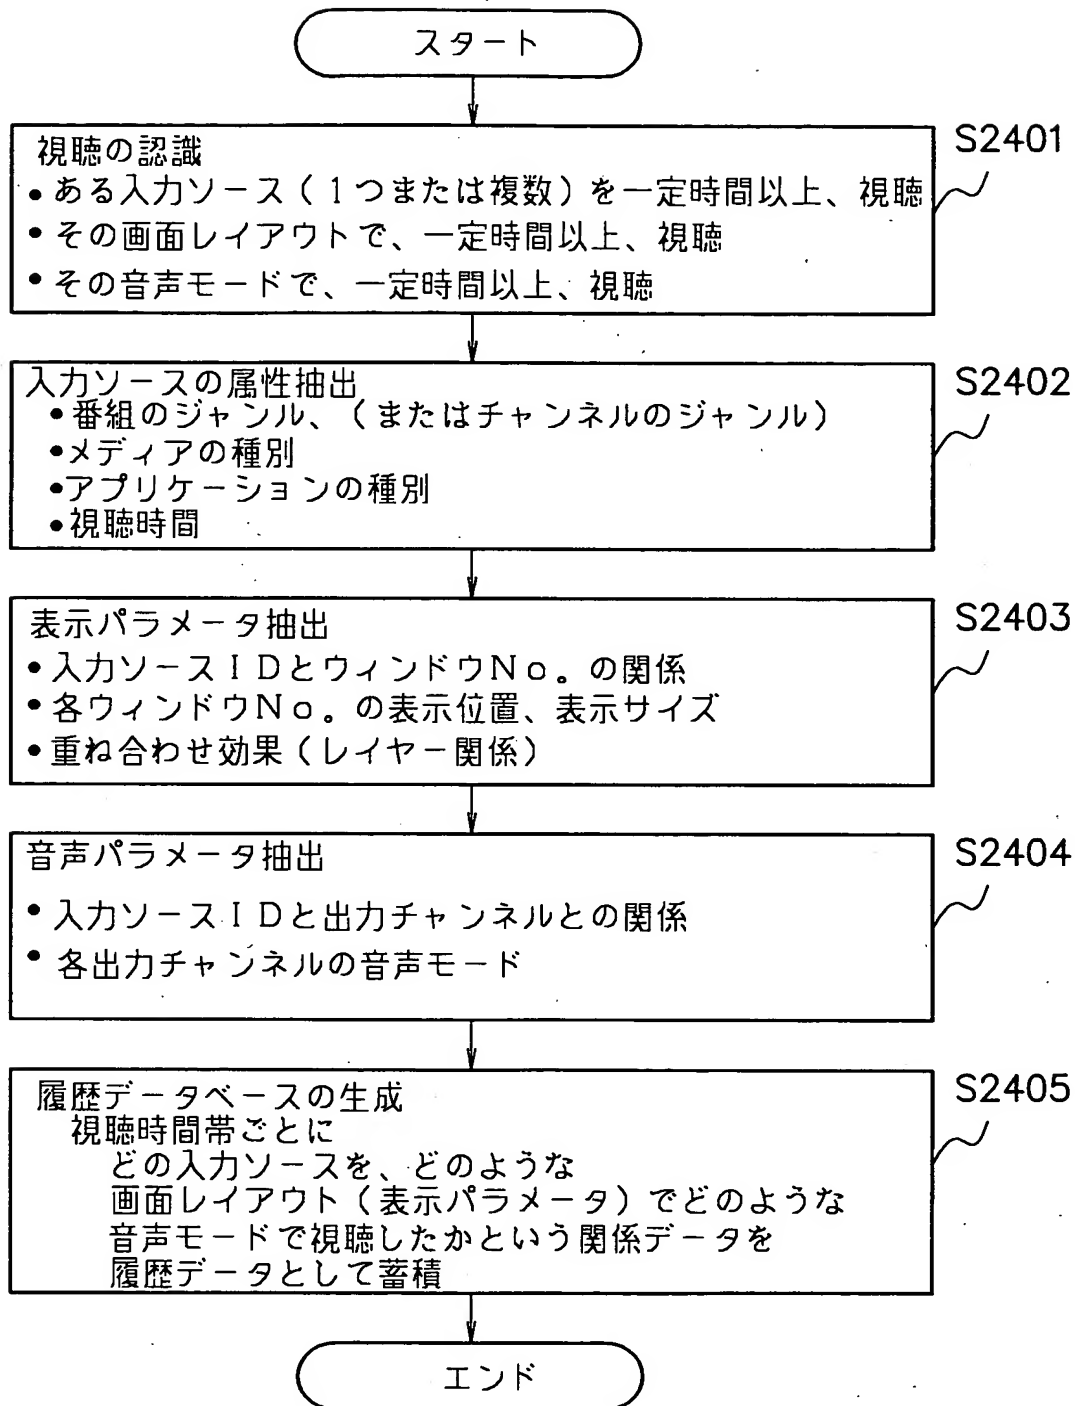 スタート
視聴の認識
S2401
•ある入力ソース（1つまたは複数）を一定時間以上、視聴
•その画面レイアウトで、一定時間以上、視聴
•その音声モードで、一定時間以上、視聴
入力ソースの属性抽出
S2402
•番組のジャンル、（またはチャンネルのジャンル）
•メディアの種別
•アプリケーションの種別
•視聴時間
表示パラメータ抽出
S2403
•入力ソースＩＤとウィンドウＮｏ。の関係
•各ウィンドウＮｏ。の表示位置、表示サイズ
•重ね合わせ効果（レイヤー関係）
音声パラメータ抽出
S2404
•入力ソースＩＤと出力チャンネルとの関係
•各出力チャンネルの音声モード
履歴データベースの生成
S2405
視聴時間帯ごとに
どの入力ソースを、どのような
画面レイアウト（表示パラメータ）でどのような
音声モードで視聴したかという関係データを
履歴データとして蓄積
エンド